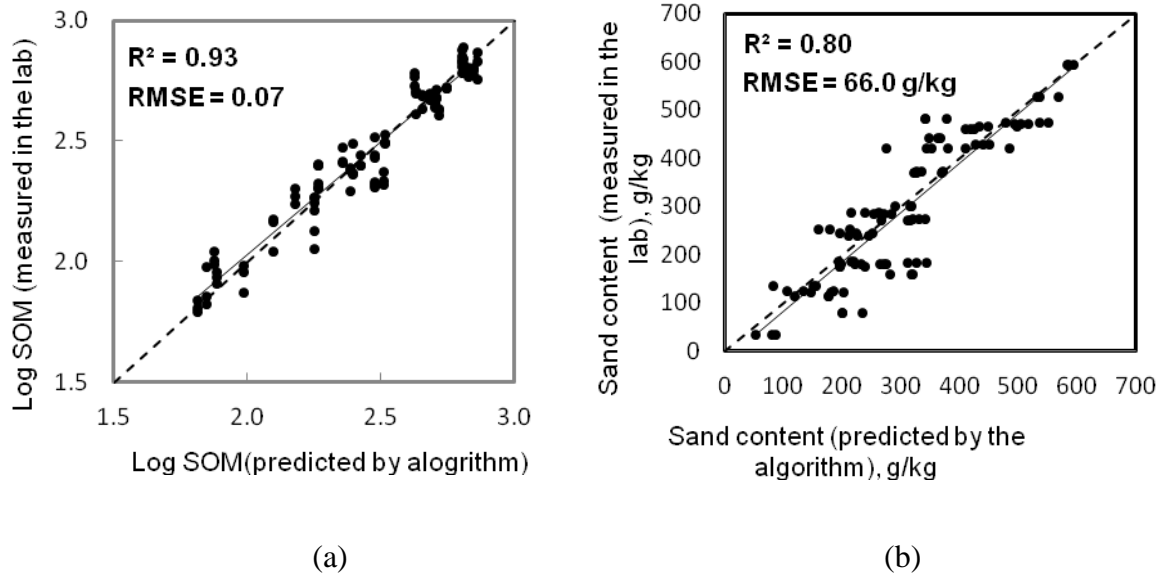 3.0
2.5
2.0
1.5
1.5 2.0 2.5 3.0
R² = 0.93
RMSE = 0.07
Log SOM (measured in the lab)
Log SOM(predicted by alogrithm)
(a)
700
600
500
400
300
200
100
0
0 100 200 300 400 500 600 700
R² = 0.80
RMSE = 66.0 g/kg
Sand content (measured in the
lab), g/kg
Sand content (predicted by the
algorithm), g/kg
(b)